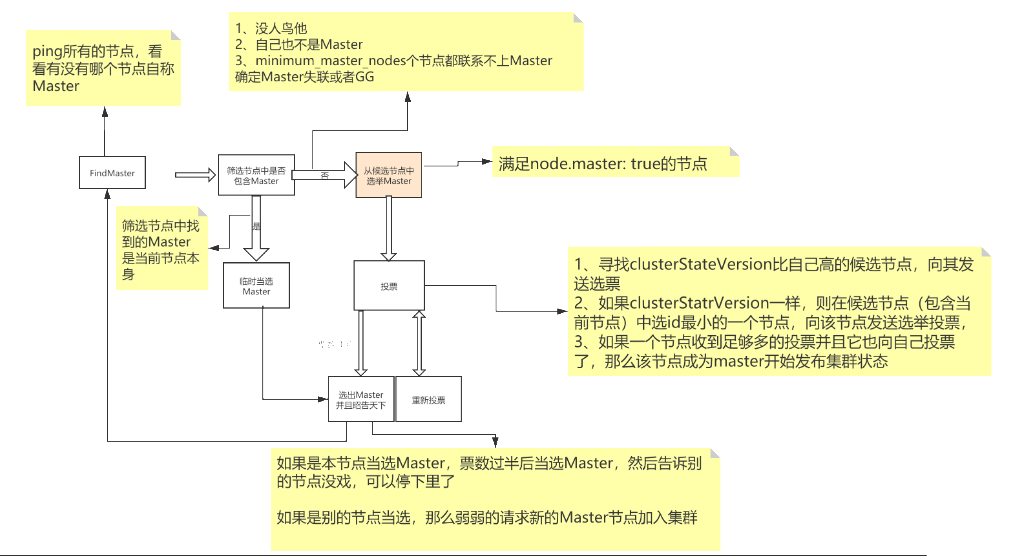 1、没人鸟他
2、自己也不是Master
3、minimum_master_nodes个节点都联系不上Master
确定Master失联或者GG
ping所有的节点，看
看有没有哪个节点自称
Master
FindMaster
筛选节点中是否
包含Master
否
从候选节点中
选举Master
满足node.master: true的节点
筛选节点中找
到的Master
是当前节点本
身
是
临时当选
Master
投票
1、寻找clusterStateVersion比自己高的候选节点，向其发
送选票
2、如果clusterStatrVersion一样，则在候选节点（包含当
前节点）中选id最小的一个节点，向该节点发送选举投票，
3、如果一个节点收到足够多的投票并且它也向自己投票
了，那么该节点成为master开始发布集群状态
选出Master
并且昭告天下
重新投票
如果是本节点当选Master，票数过半后当选Master，然后告诉别
的节点没戏，可以停下里了
如果是别的节点当选，那么弱弱的请求新的Master节点加入集群